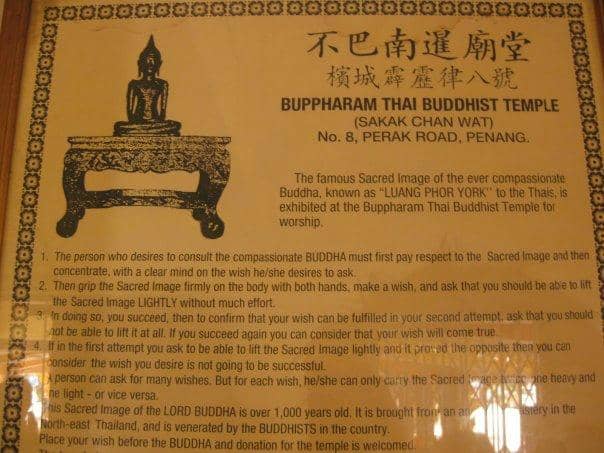 不巴南暹廟堂
檳城霹靂律八號
BUPPHARAM THAI BUDDHIST TEMPLE
(SAKAK CHAN WAT)
No. 8, PERAK ROAD, PENANG.
The famous Sacred Image of the ever compassionate
Buddha, known as "LUANG PHOR YORK" to the Thais, is
exhibited at the Buppharam Thai Buddhist Temple for
worship.
1. The person who desires to consult the compassionate BUDDHA must first pay respect to the Sacred Image and then
concentrate, with a clear mind on the wish he/she desires to ask.
2. Then grip the Sacred Image firmly on the body with both hands, make a wish, and ask that you should be able to lift
the Sacred Image LIGHTLY without much effort.
3. In doing so, you succeed, then to confirm that your wish can be fulfilled in your second attempt, ask that you should
not be able to lift it at all. If you succeed again you can consider that your wish will come true.
4. If in the first attempt you ask to be able to lift the Sacred Image lightly and it proved the opposite then you can
consider the wish you desire is not going to be successful.
A person can ask for many wishes. But for each wish, he/she can only carry the Sacred Image twice one heavy and
one light - or vice versa.
This Sacred Image of the LORD BUDDHA is over 1,000 years old. It is brought from an in the
North-east Thailand, and is venerated by the BUDDHISTS in the country.
Place your wish before the BUDDHA and donation for the temple is welcomed.